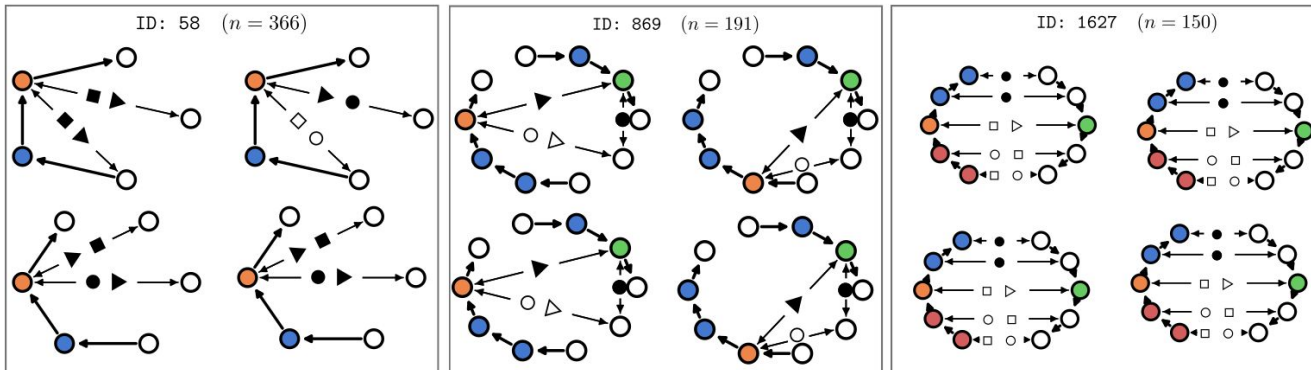 ID: 58 (n = 366)
ID: 869 (n = 191)
ID: 1627 (n = 150)